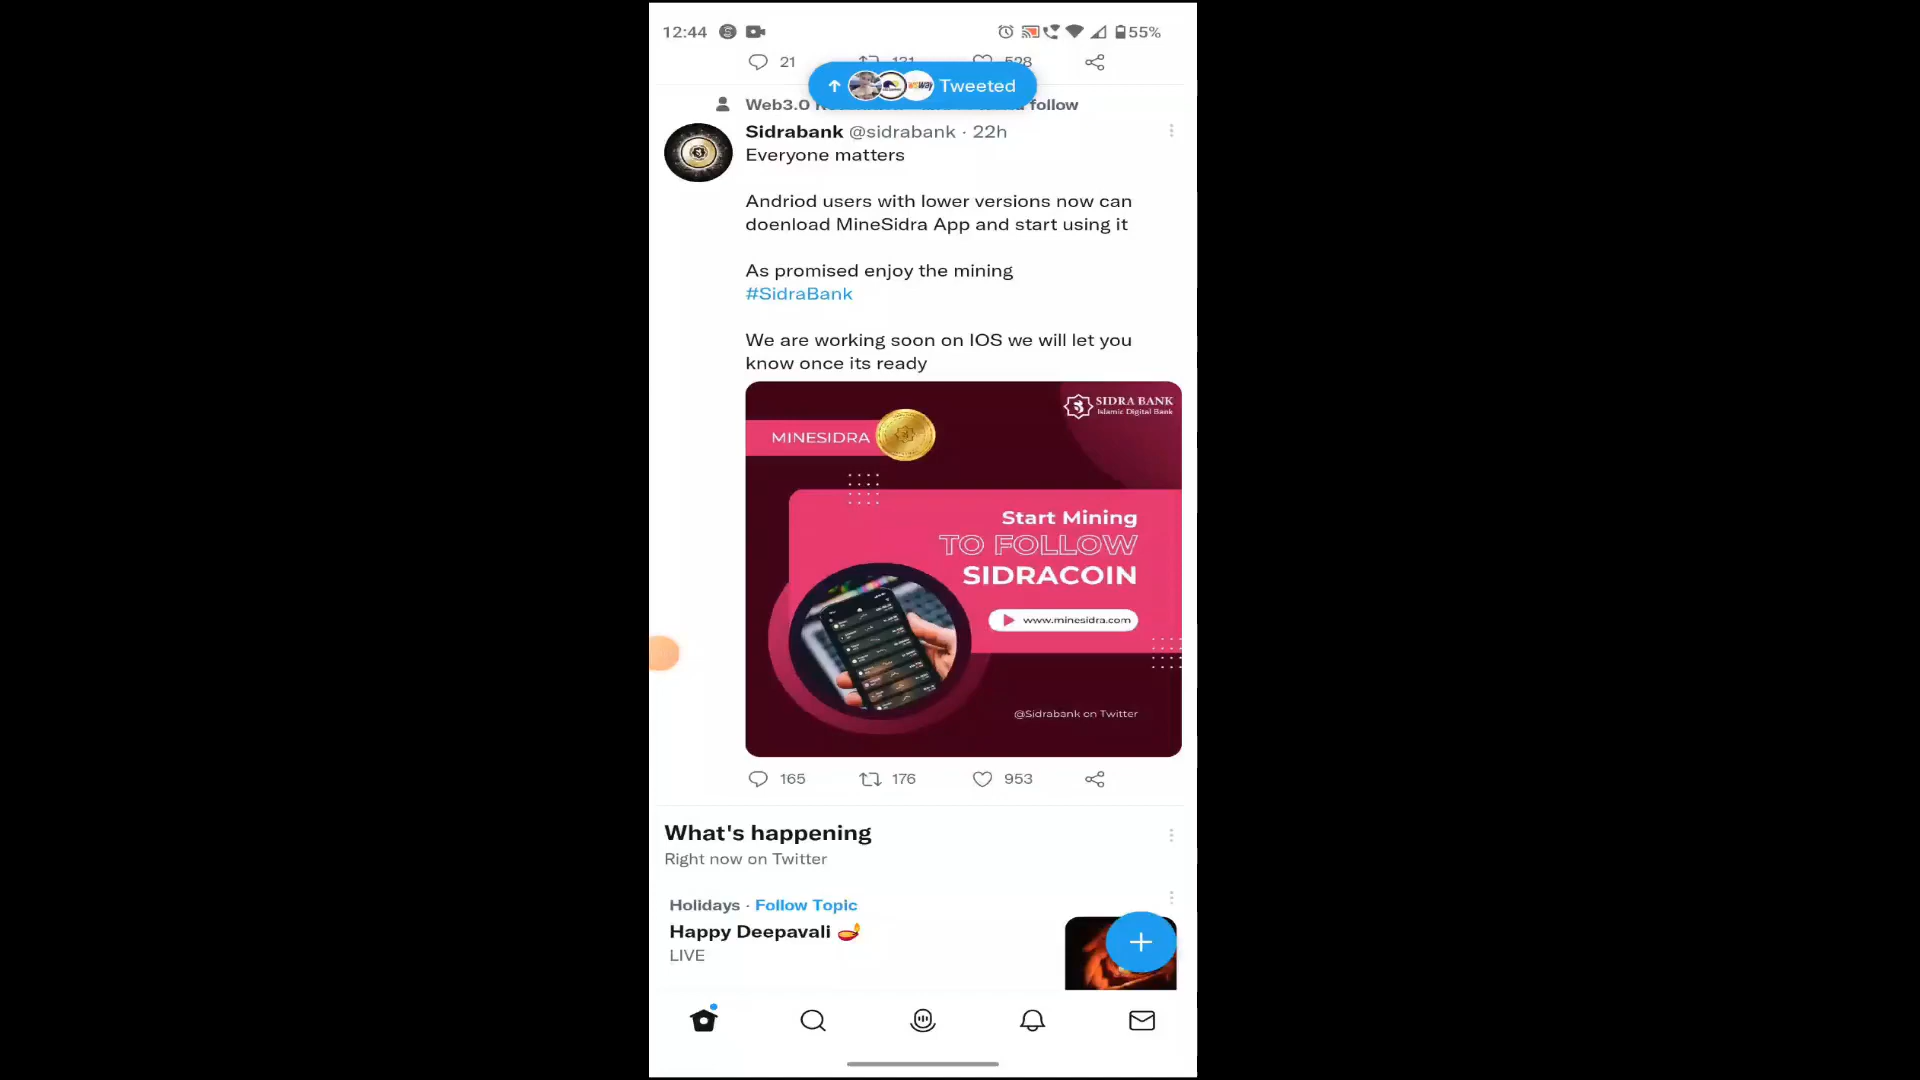 12:44
55%
21
528
Tweeted
Web3.0
follow
Sidrabank @sidrabank · 22h
Everyone matters
Andriod users with lower versions now can
doenload MineSidra App and start using it
As promised enjoy the mining
#SidraBank
We are working soon on IOS we will let you
know once its ready
SIDRA BANK
Islamic Digital Bank
MINESIDRA
Start Mining
TO FOLLOW
SIDRACOIN
www.minesidra.com
@Sidrabank on Twitter
165 176 953
What's happening
Right now on Twitter
Holidays · Follow Topic
Happy Deepavali
LIVE